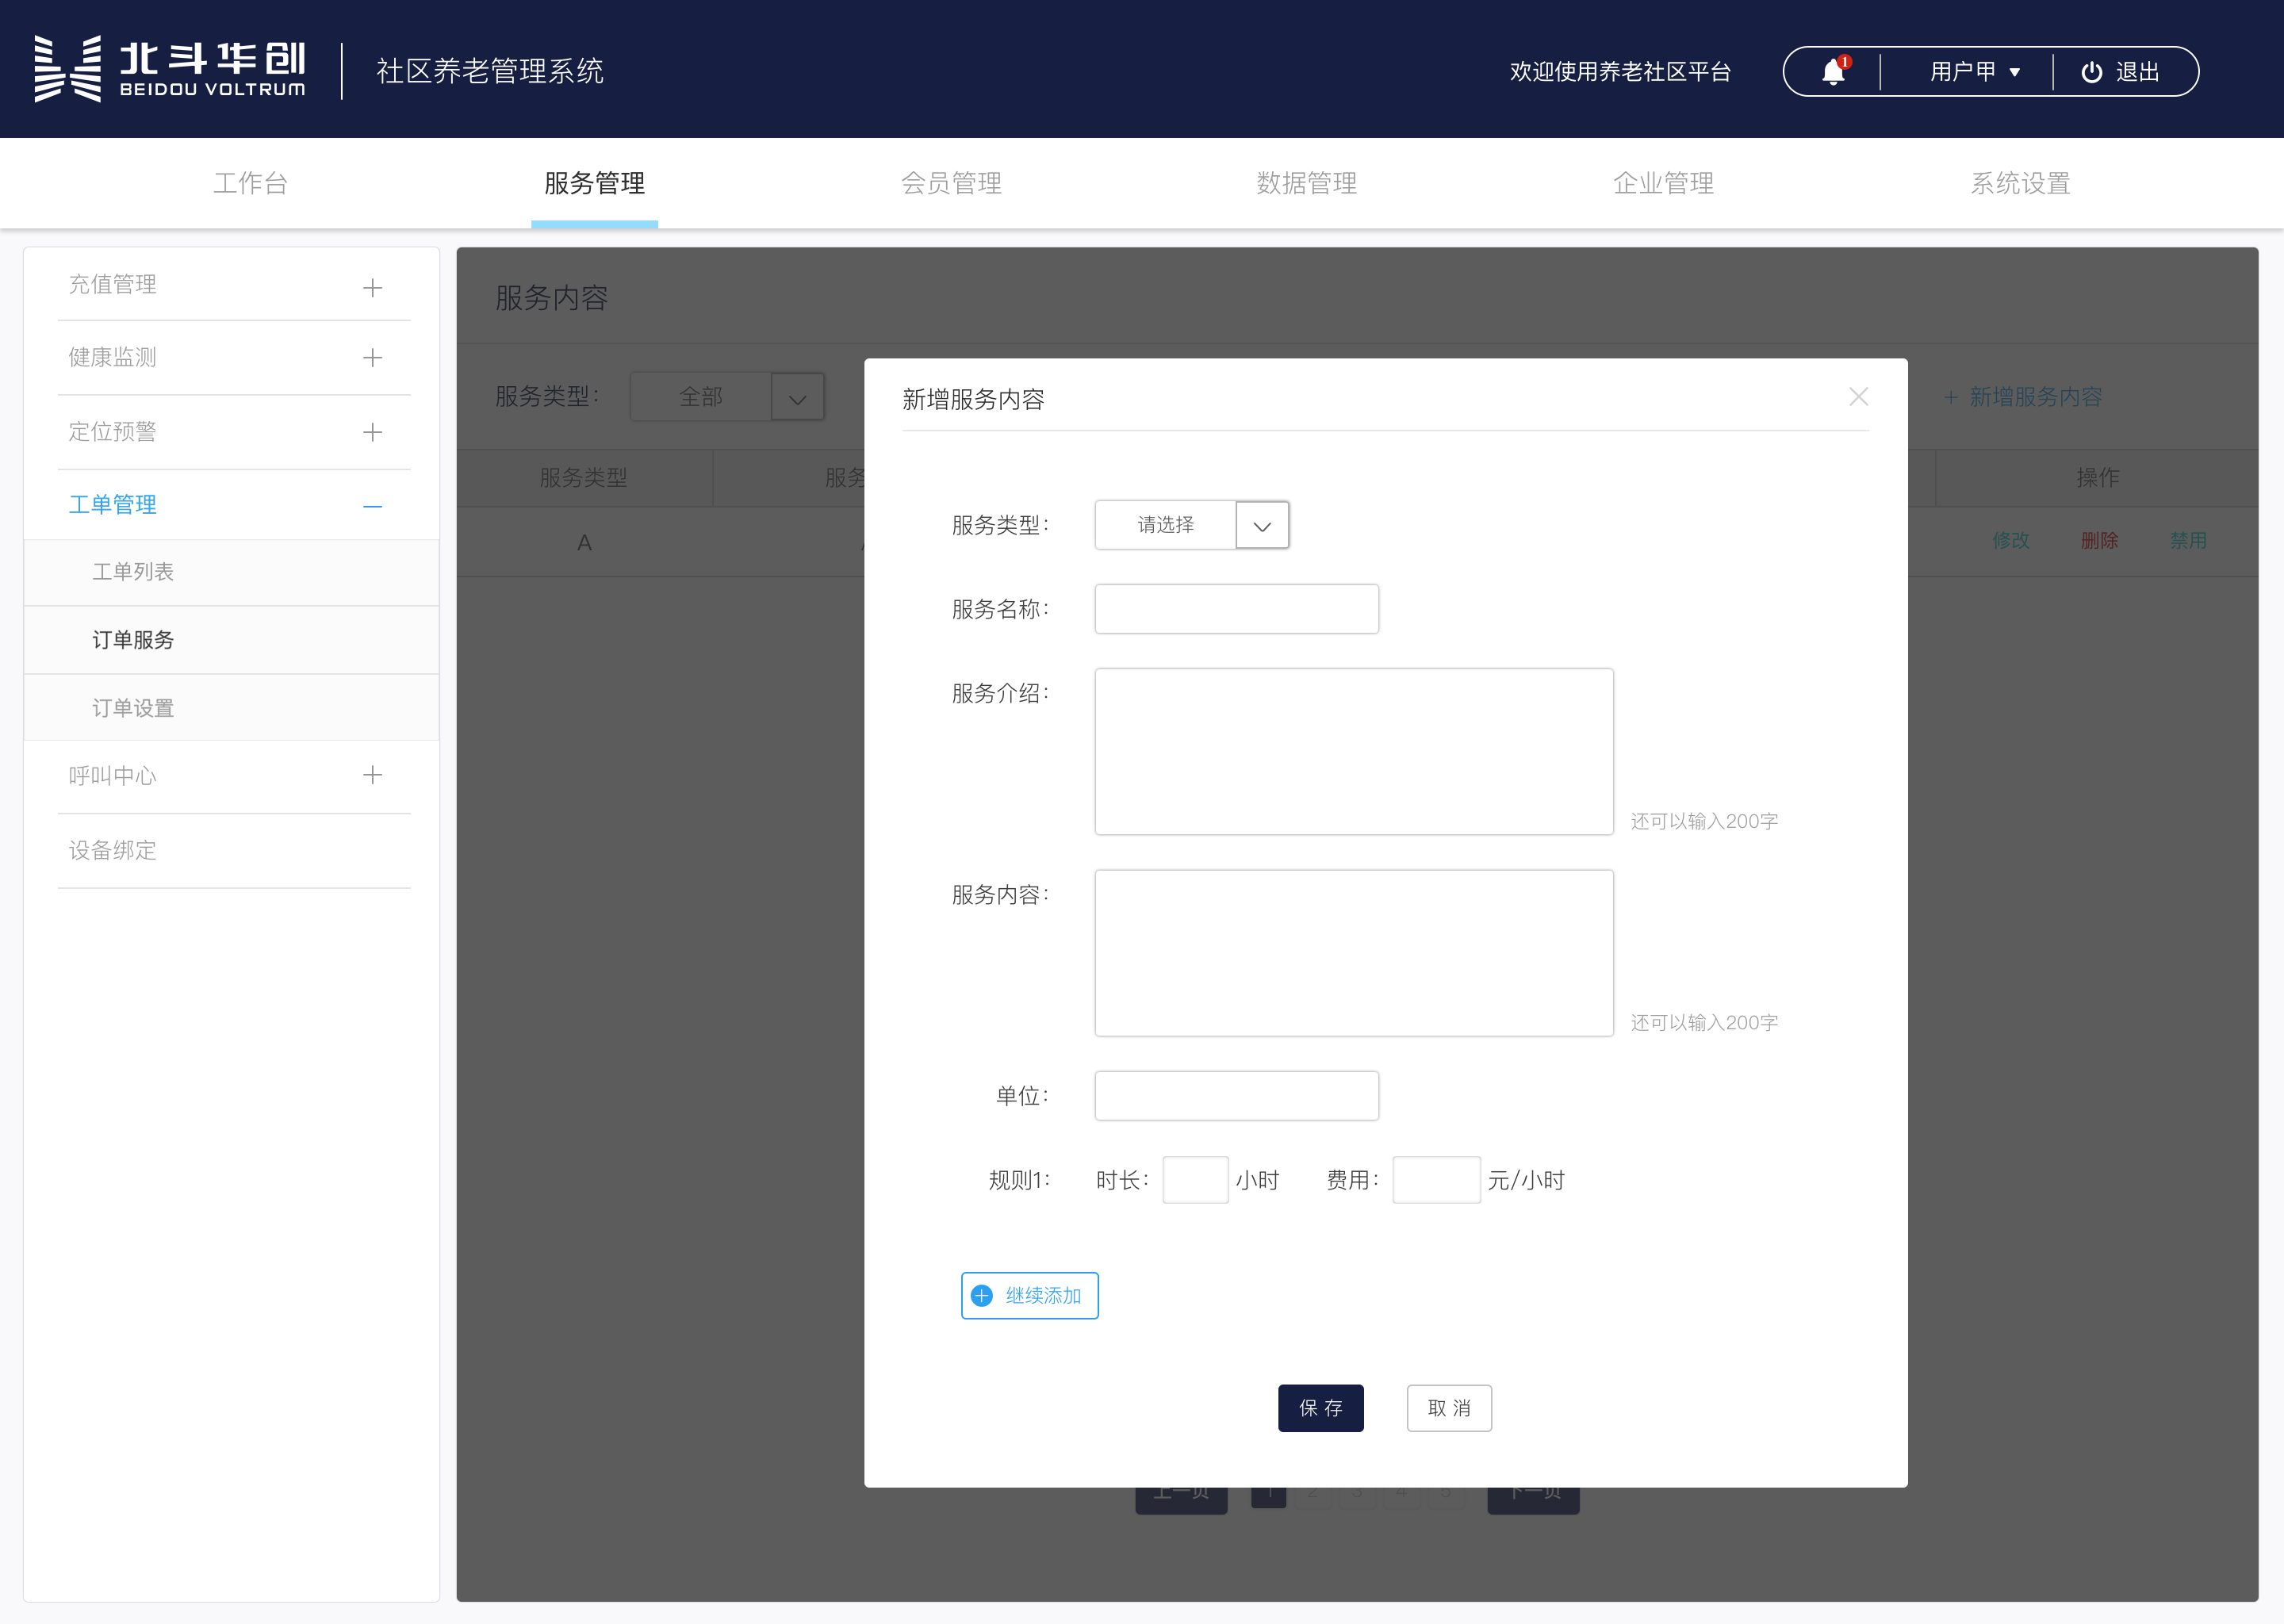 北斗华创
BEIDOU VOLTRUM
社区养老管理系统
欢迎使用养老社区平台
1
用户甲
退出
工作台
服务管理
会员管理
数据管理
企业管理
系统设置
充值管理
健康监测
定位预警
工单管理
工单列表
订单服务
订单设置
呼叫中心
设备绑定
服务内容
服务类型：
全部
+ 新增服务内容
服务类型
服务
操作
A
修改
删除
禁用
新增服务内容
服务类型：
请选择
服务名称：
服务介绍：
还可以输入200字
服务内容：
还可以输入200字
单位：
规则1：
时长：
小时
费用：
元/小时
继续添加
保 存
取 消
上一页
1
2
3
4
5
下一页